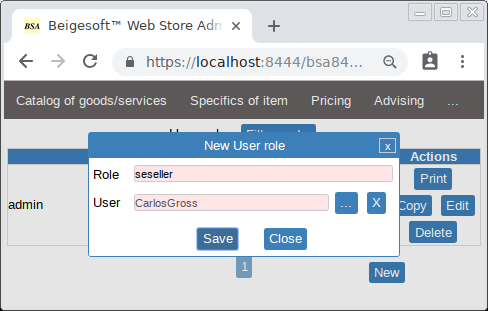 BSA Beigesoft™ Web Store Adm
https://localhost:8444/bsa84…
Catalog of goods/services Specifics of item Pricing Advising ...
New User role x
Actions
Role seseller
Print
User CarlosGross ... X
admin
Copy Edit
Save Close
Delete
1
New